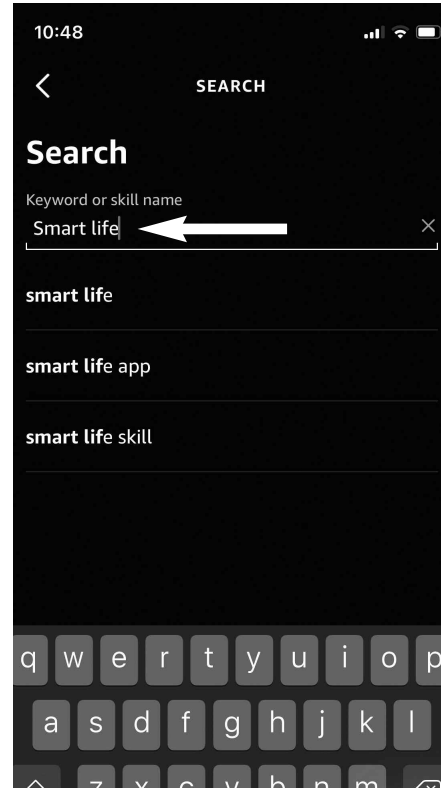 10:48
SEARCH
Search
Keyword or skill name
Smart life
smart life
smart life app
smart life skill
q w e r t y u i o p
a s d f g h j k l
z x c v b n m